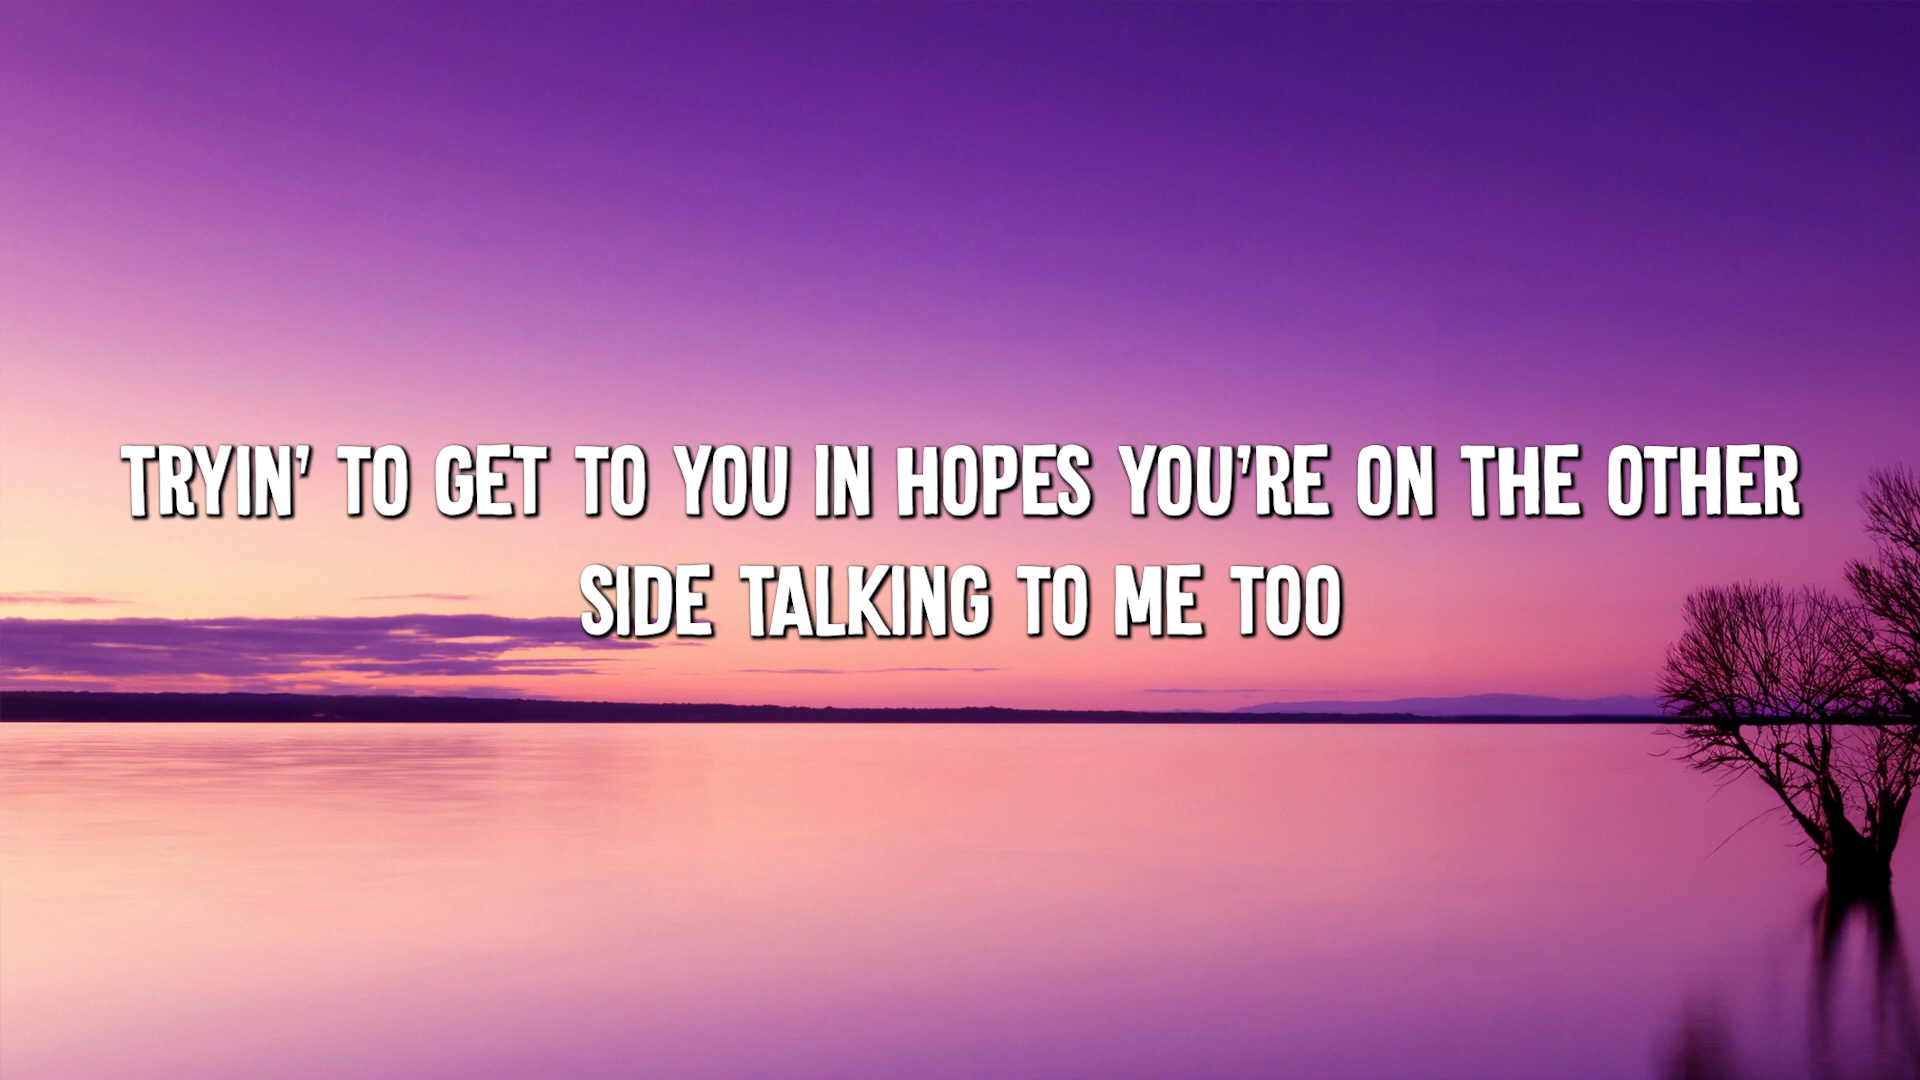 TRYIN' TO GET TO YOU IN HOPES YOU'RE ON THE OTHER
SIDE TALKING TO ME TOO